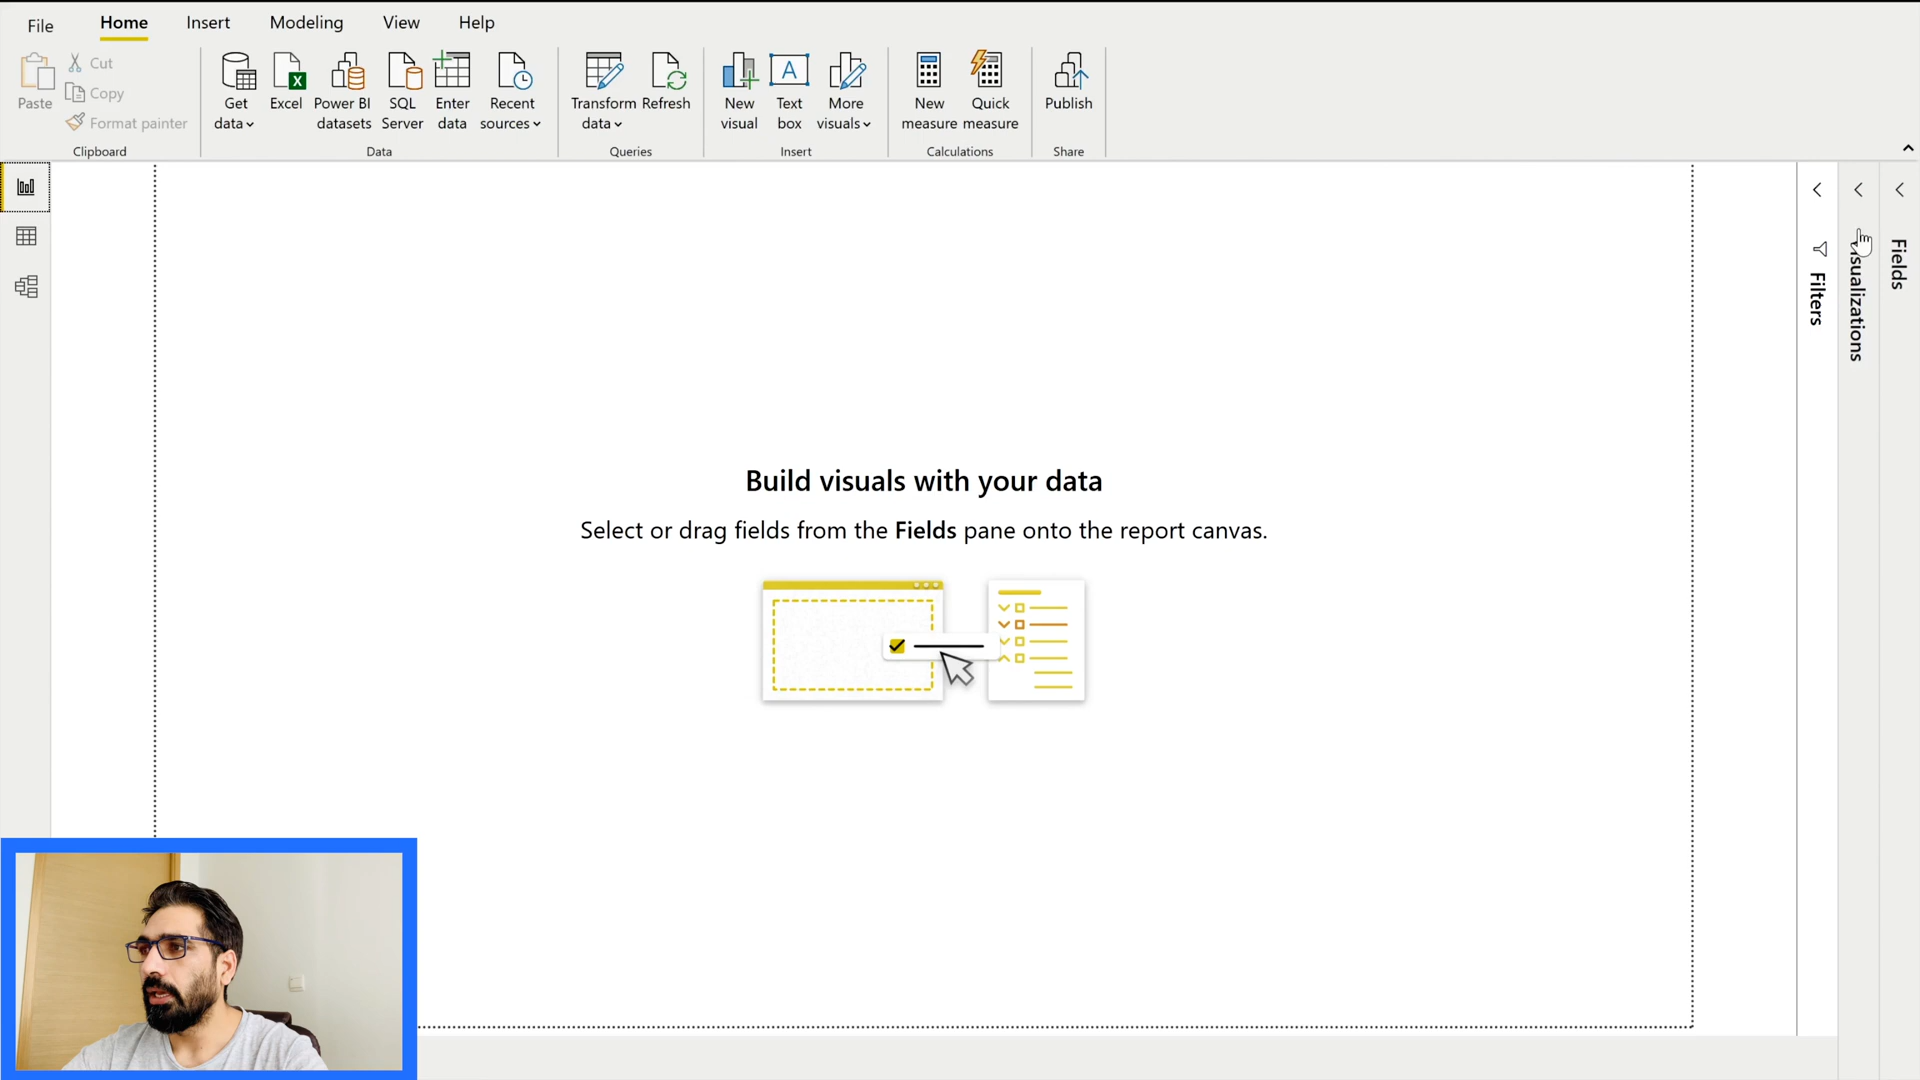 File
Home
Insert
Modeling
View
Help
Paste
Cut
Copy
Format painter
Clipboard
Get data
Excel
Power BI datasets
SQL Server
Enter data
Recent sources
Data
Transform data
Refresh
Queries
New visual
A
Text box
More visuals
Insert
New measure
Quick measure
Calculations
Publish
Share
Filters
Fields
Build visuals with your data
Select or drag fields from the Fields pane onto the report canvas.